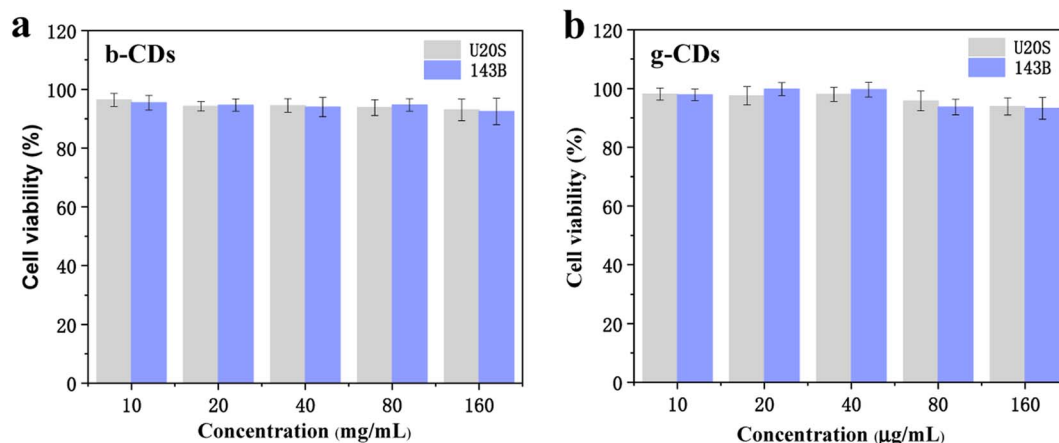 a
b-CDs
U20S
143B
120
100
80
60
40
20
0
Cell viability (%)
10 20 40 80 160
Concentration (mg/mL)
b
g-CDs
U20S
143B
120
100
80
60
40
20
0
Cell viability (%)
10 20 40 80 160
Concentration (μg/mL)